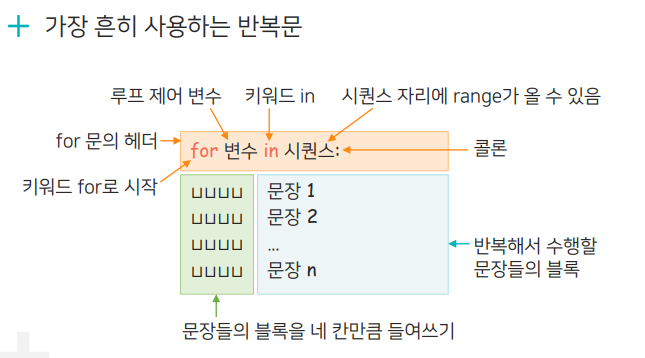 가장 흔히 사용하는 반복문
루프 제어 변수 키워드 in 시퀀스 자리에 range가 올 수 있음
for 문의 헤더
for 변수 in 시퀀스:
콜론
키워드 for로 시작
⊔⊔⊔⊔ 문장 1
⊔⊔⊔⊔ 문장 2
⊔⊔⊔⊔ ...
⊔⊔⊔⊔ 문장 n
반복해서 수행할
문장들의 블록
문장들의 블록을 네 칸만큼 들여쓰기